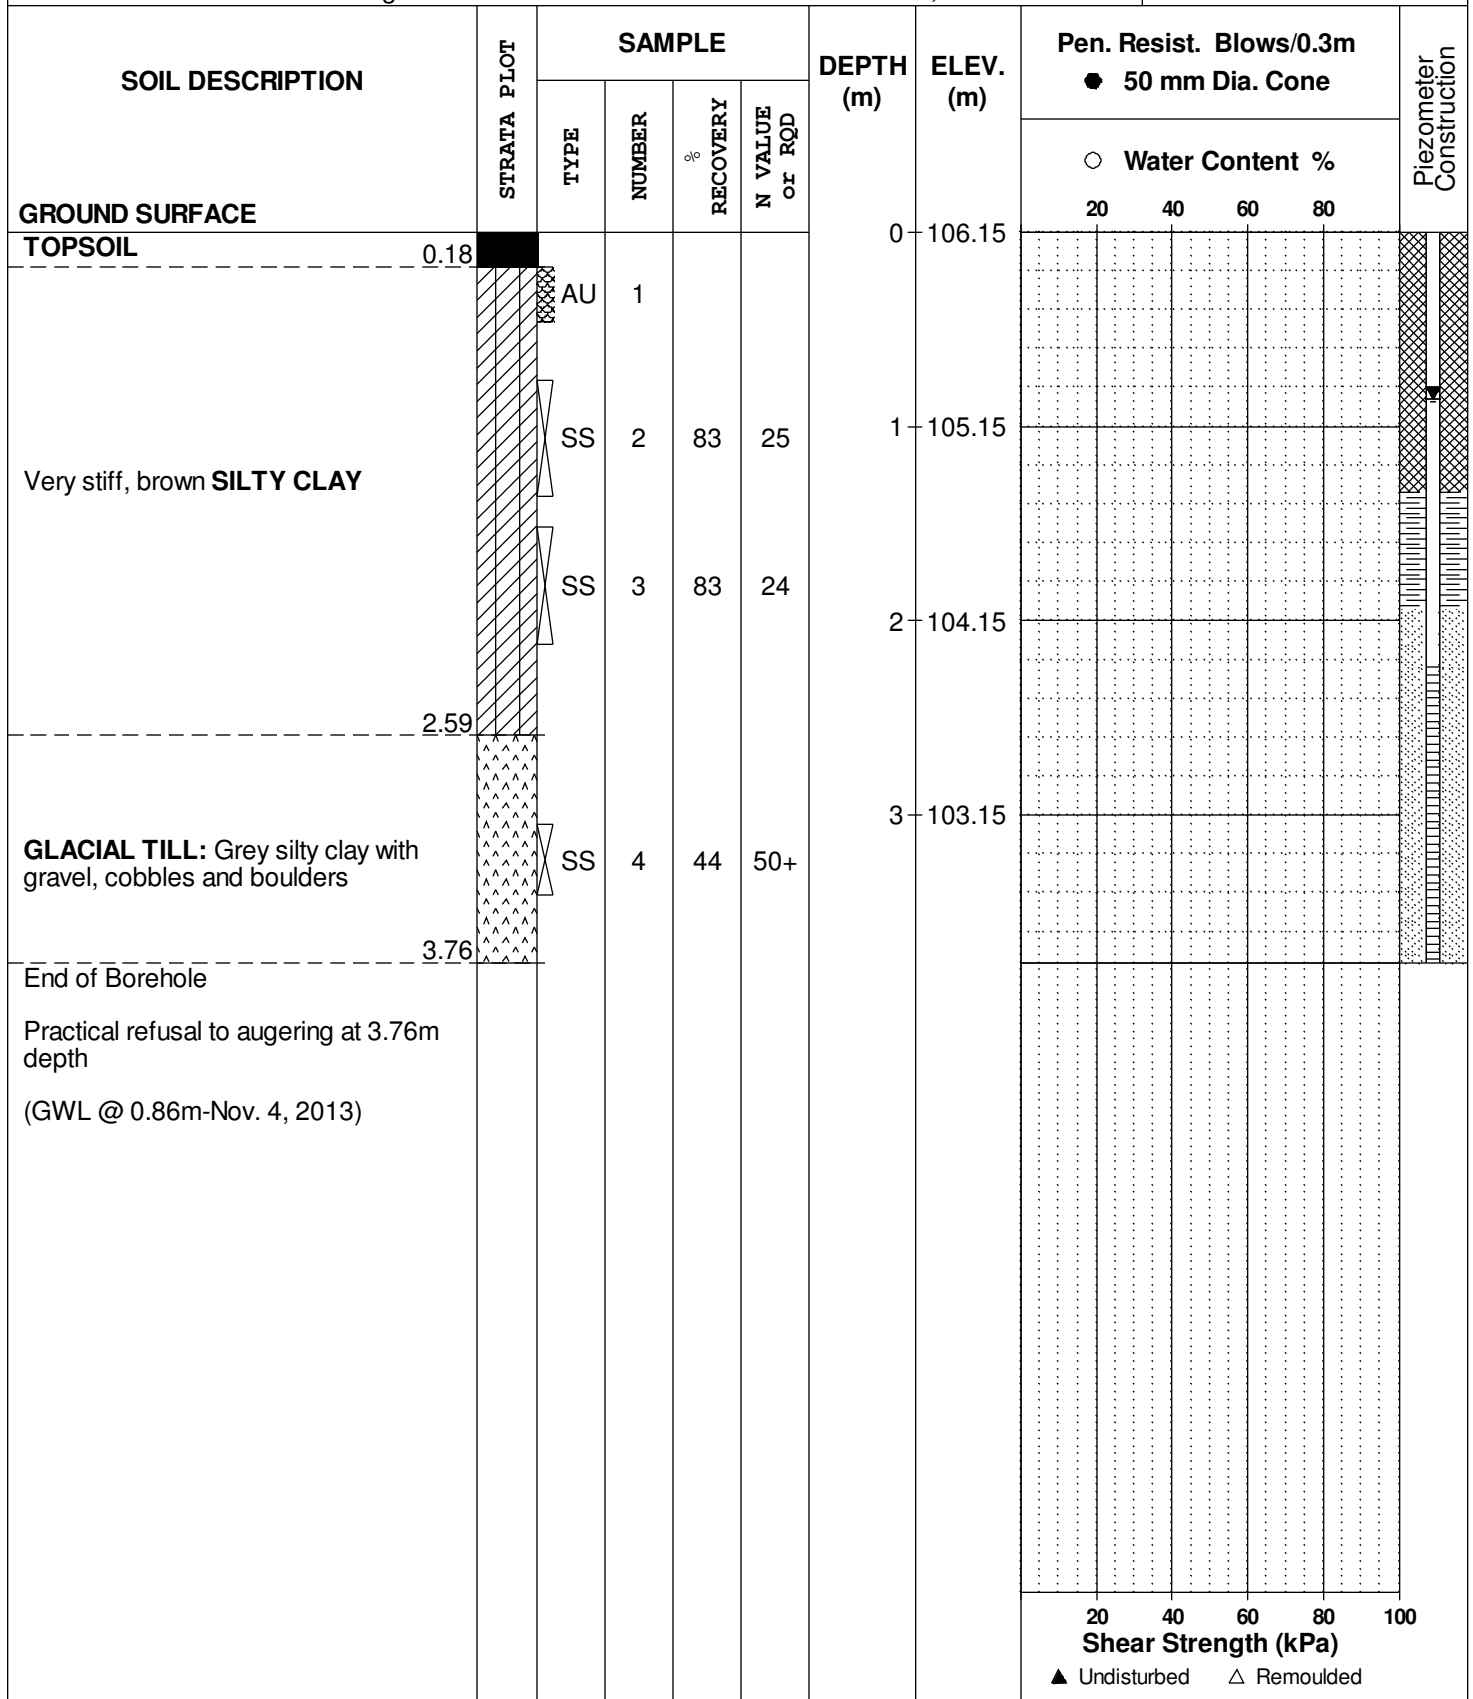 SOIL DESCRIPTION
GROUND SURFACE
STRATA PLOT
SAMPLE
TYPE
NUMBER
%
RECOVERY
N VALUE
or RQD
DEPTH
(m)
ELEV.
(m)
Pen. Resist. Blows/0.3m
● 50 mm Dia. Cone
○ Water Content %
20 40 60 80
Piezometer
Construction
0 106.15
TOPSOIL 0.18
AU 1
SS 2 83 25
1 105.15
Very stiff, brown SILTY CLAY
SS 3 83 24
2 104.15
2.59
3 103.15
GLACIAL TILL: Grey silty clay with
gravel, cobbles and boulders
SS 4 44 50+
3.76
End of Borehole
Practical refusal to augering at 3.76m
depth
(GWL @ 0.86m-Nov. 4, 2013)
20 40 60 80 100
Shear Strength (kPa)
▲ Undisturbed △ Remoulded